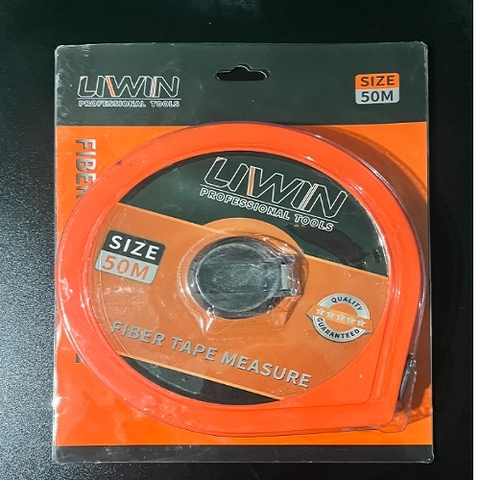 LIWIN
PROFESSIONAL TOOLS
SIZE
50M
FIBER
LIWIN
PROFESSIONAL TOOLS
SIZE
50M
QUALITY
GUARANTEED
FIBER TAPE MEASURE